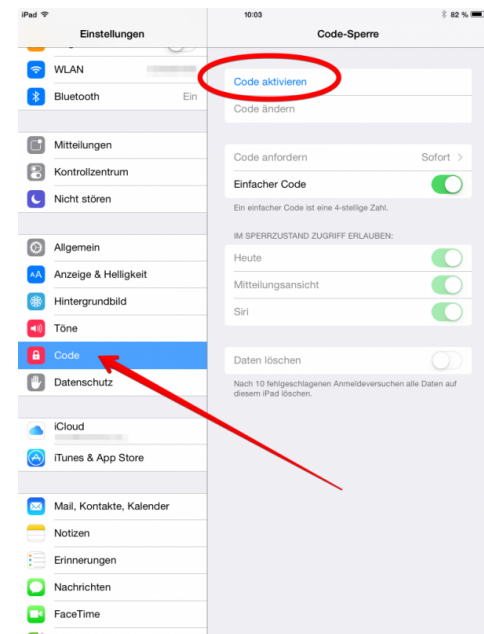 iPad 10:03 82 %
Einstellungen
Code-Sperre
WLAN
Bluetooth Ein
Mitteilungen
Kontrollzentrum
Nicht stören
Allgemein
Anzeige & Helligkeit
Hintergrundbild
Töne
Code
Datenschutz
iCloud
iTunes & App Store
Mail, Kontakte, Kalender
Notizen
Erinnerungen
Nachrichten
FaceTime
Code aktivieren
Code ändern
Code anfordern Sofort
Einfacher Code
Ein einfacher Code ist eine 4-stellige Zahl.
IM SPERRZUSTAND ZUGRIFF ERLAUBEN:
Heute
Mitteilungsansicht
Siri
Daten löschen
Nach 10 fehlgeschlagenen Anmeldeversuchen alle Daten auf
diesem iPad löschen.